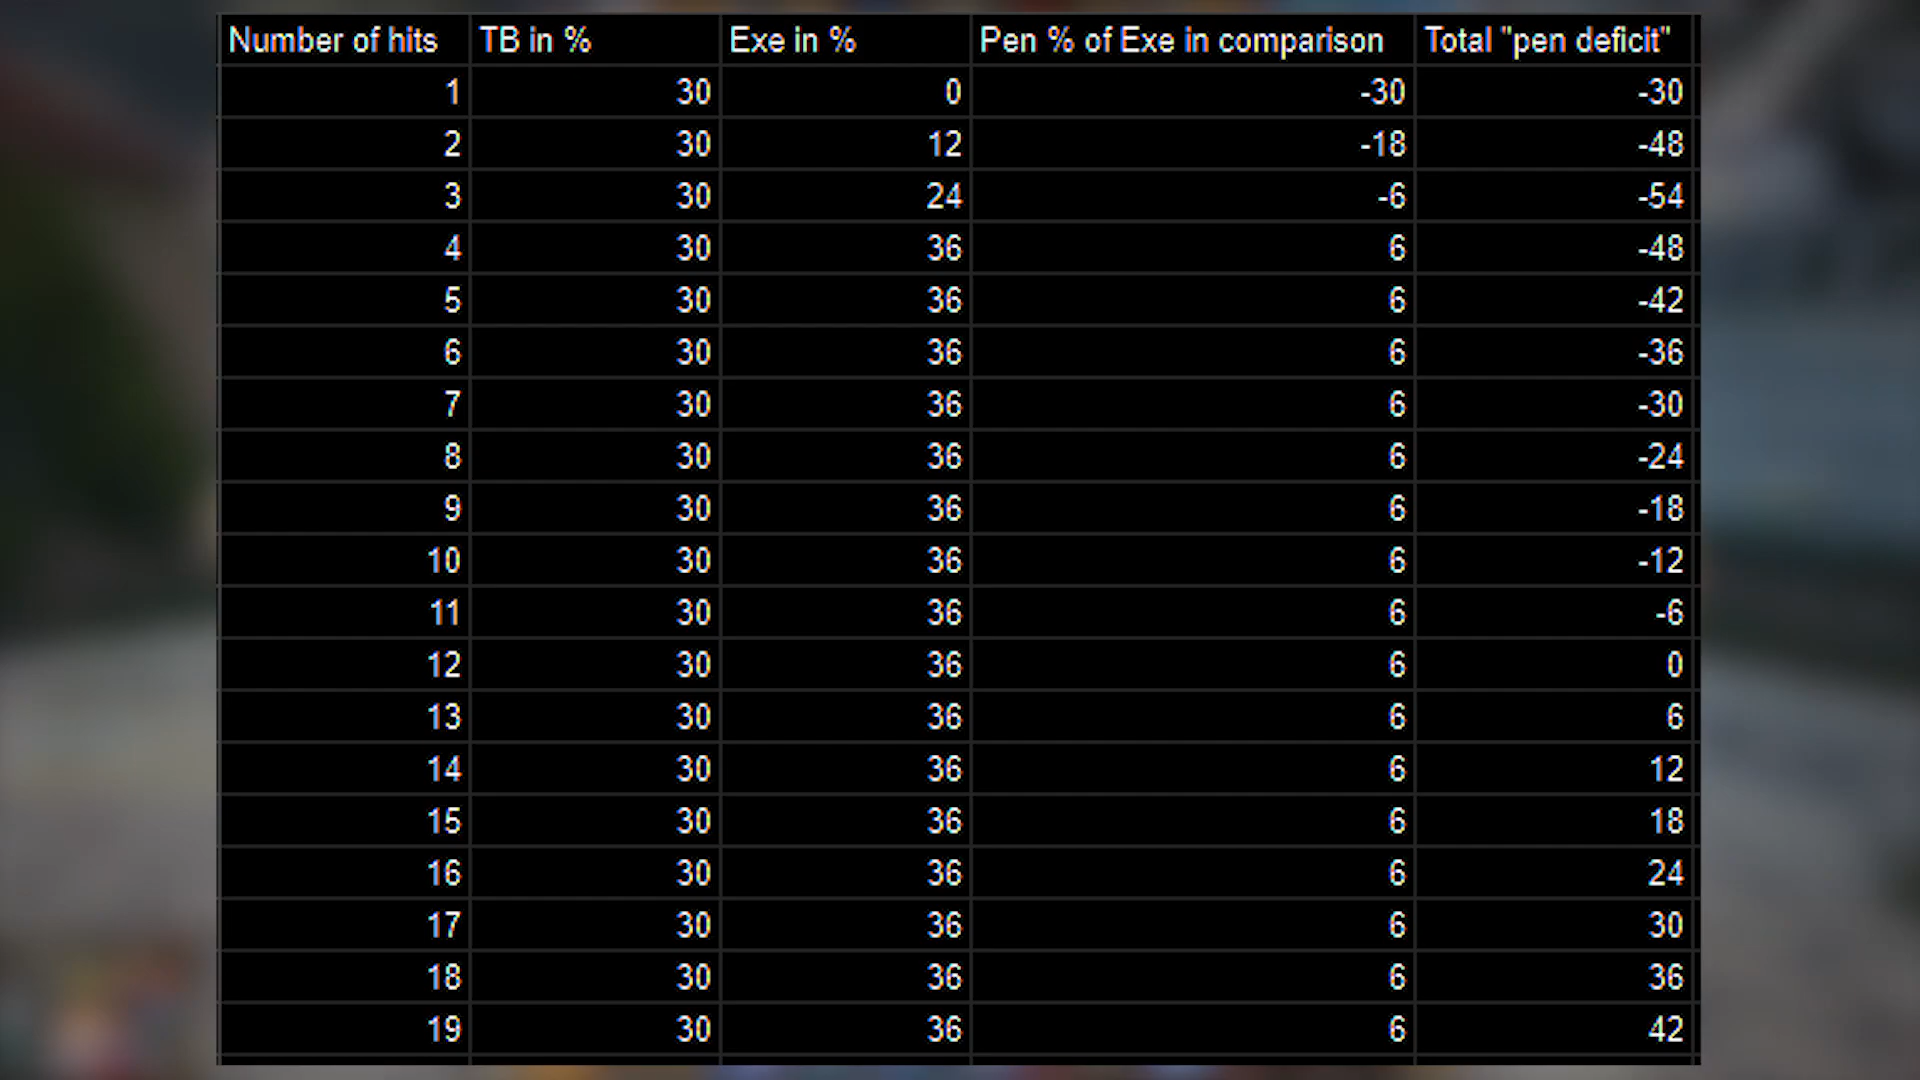 Number of hits TB in % Exe in % Pen % of Exe in comparison Total "pen deficit"
1 30 0 -30 -30
2 30 12 -18 -48
3 30 24 -6 -54
4 30 36 6 -48
5 30 36 6 -42
6 30 36 6 -36
7 30 36 6 -30
8 30 36 6 -24
9 30 36 6 -18
10 30 36 6 -12
11 30 36 6 -6
12 30 36 6 0
13 30 36 6 6
14 30 36 6 12
15 30 36 6 18
16 30 36 6 24
17 30 36 6 30
18 30 36 6 36
19 30 36 6 42